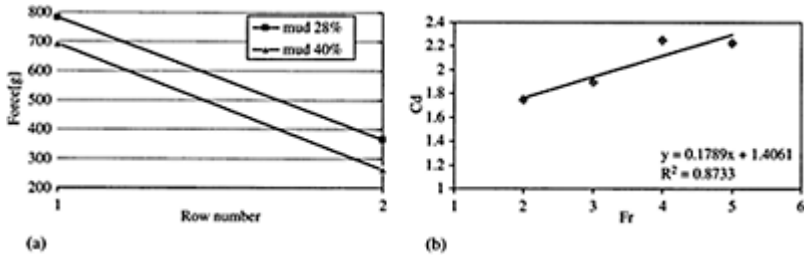 800
700
600
500
400
300
200
Force[g]
mud 28%
mud 40%
1
2
Row number
(a)
2.4
2.2
2
1.8
1.6
1.4
1.2
1
Cd
y = 0.1789x + 1.4061
R² = 0.8733
1
2
3
4
5
6
Fr
(b)